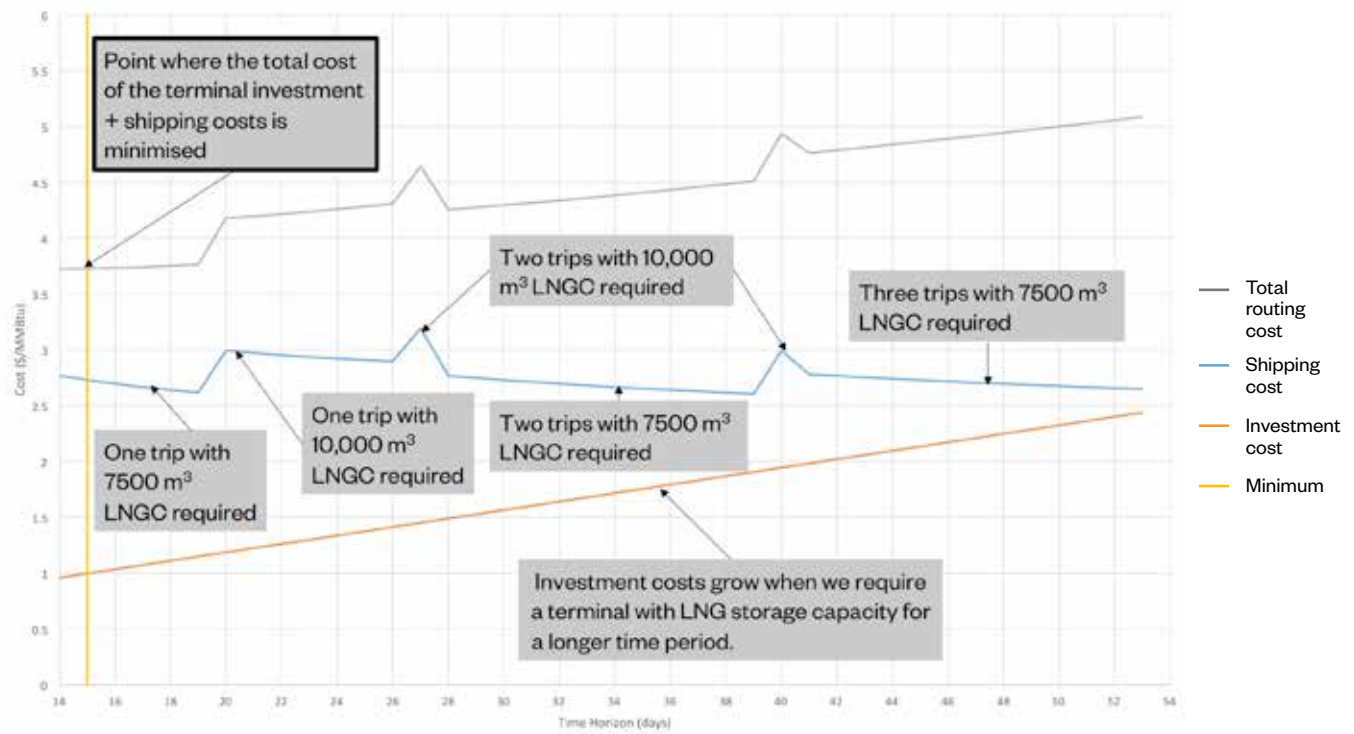 Point where the total cost
of the terminal investment
+ shipping costs is
minimised
Two trips with 10,000
m³ LNGC required
Three trips with 7500 m³
LNGC required
One trip with
10,000 m³
LNGC required
Two trips with 7500 m³
LNGC required
One trip with
7500 m³
LNGC required
Investment costs grow when we require
a terminal with LNG storage capacity for
a longer time period.
Cost ($/MMBtu)
6
5.5
5
4.5
4
3.5
3
2.5
2
1.5
1
0.5
0
14 16 18 20 22 24 26 28 30 32 34 36 38 40 42 44 46 48 50 52 54
Time Horizon (days)
Total
routing
cost
Shipping
cost
Investment
cost
Minimum